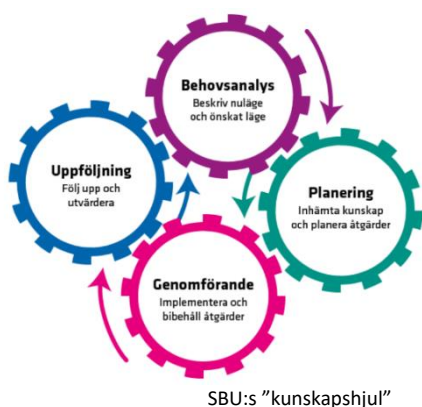 Behovsanalys
Beskriv nuläge
och önskat läge
Uppföljning
Följ upp och
utvärdera
Planering
Inhämta kunskap
och planera åtgärder
Genomförande
Implementera och
bibehåll åtgärder
SBU:s ”kunskapshjul”